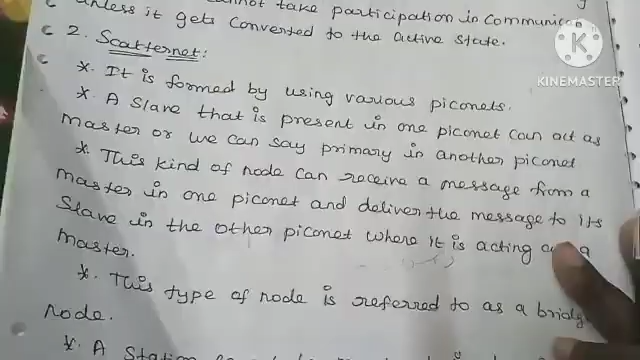 unless it gets Converted to the active state.
2. Scatternet:
* It is formed by using various piconets.
* A slave that is present in one piconet can act as
Master or we can say primary in another piconet
* This kind of node can receive a message from a
Master in one piconet and deliver the message to its
Slave in the other piconet where it is acting as a
Master.
* This type of node is referred to as a bridge
node.
* A Station
K
KINEMASTER